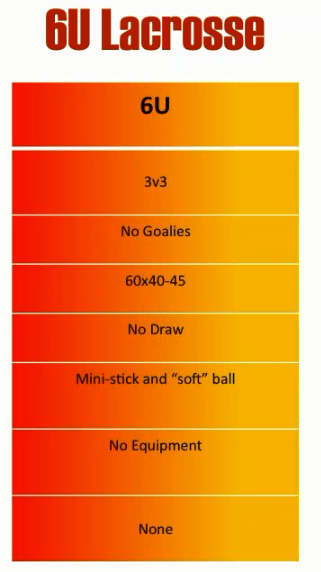 6U Lacrosse
6U
3v3
No Goalies
60x40-45
No Draw
Mini-stick and “soft” ball
No Equipment
None